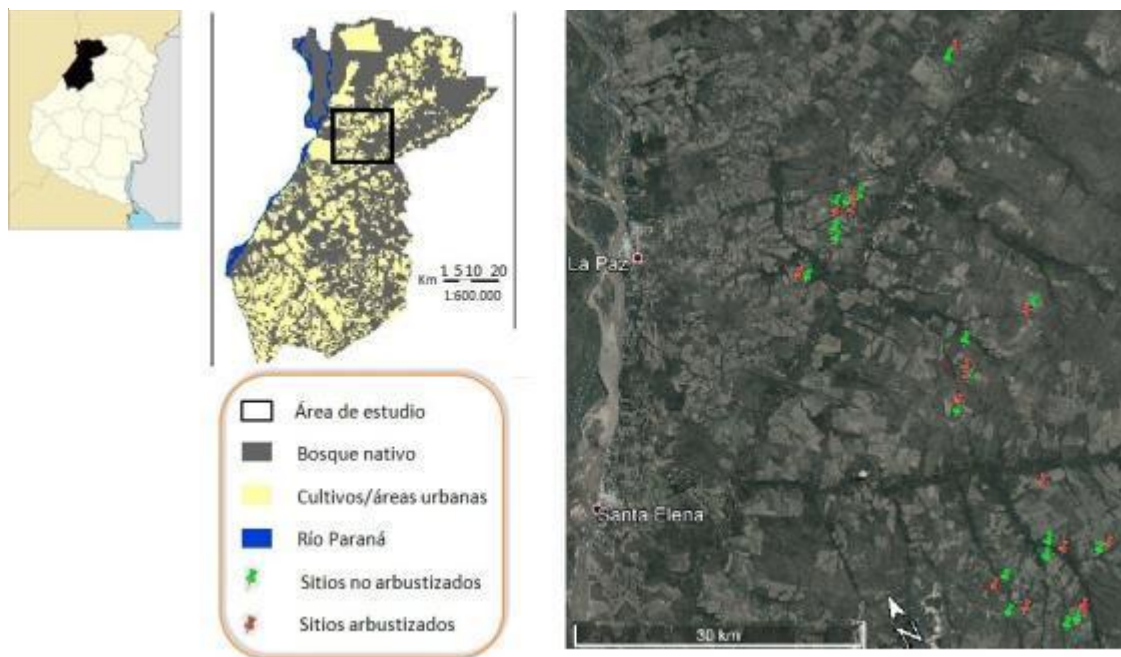 Km 1 5 10 20
1:600.000
Área de estudio
Bosque nativo
Cultivos/áreas urbanas
Río Paraná
Sitios no arbustizados
Sitios arbustizados
La Paz
Santa Elena
30 km
N